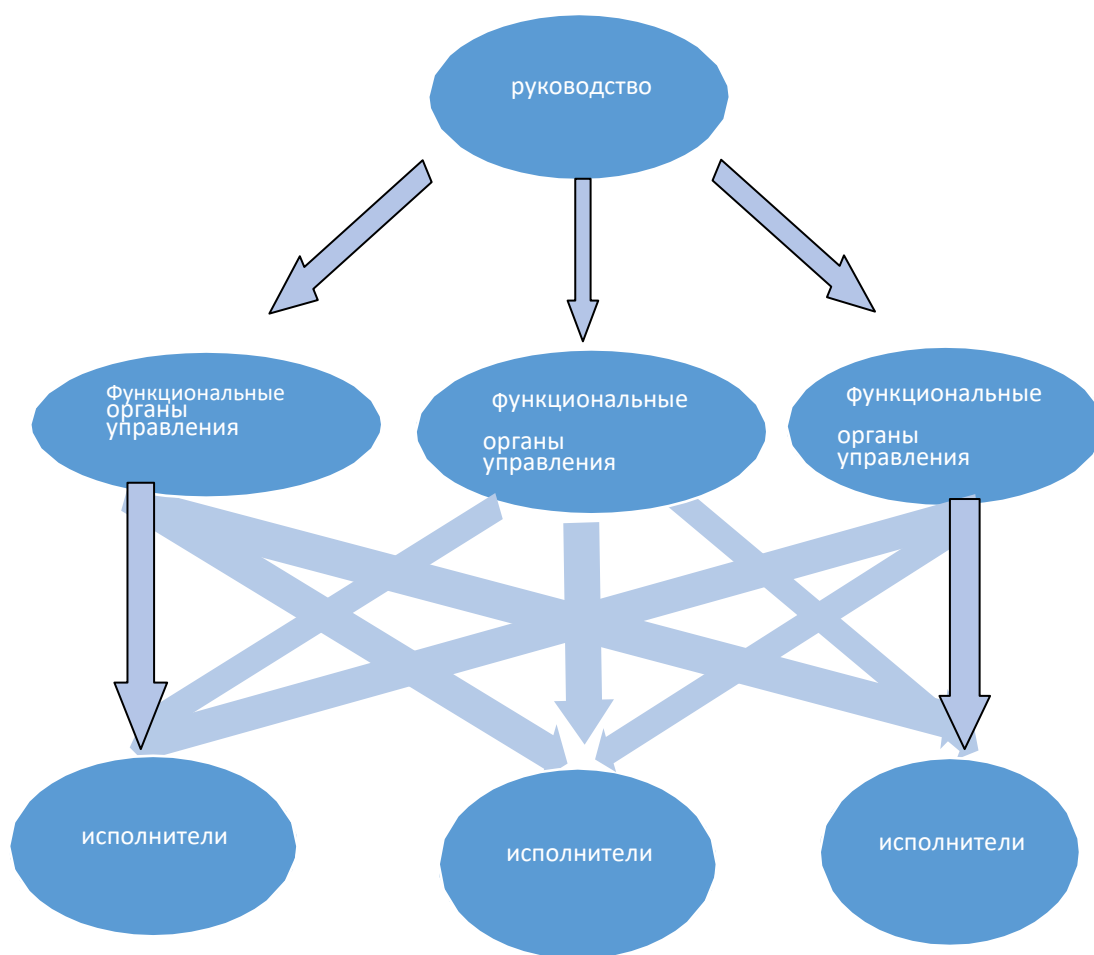 руководство
Функциональные
органы
управления
функциональные
органы
управления
функциональные
органы
управления
исполнители
исполнители
исполнители